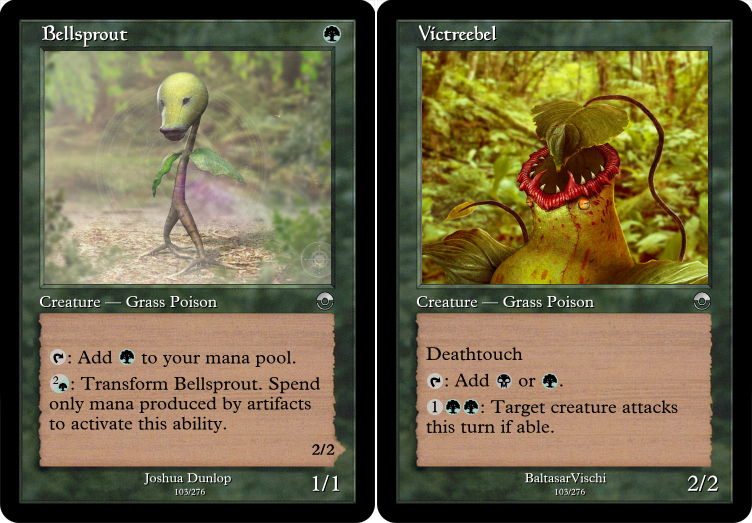 Bellsprout
Creature — Grass Poison
: Add to your mana pool.
2 : Transform Bellsprout. Spend
only mana produced by artifacts
to activate this ability.
2/2
Joshua Dunlop
103/276
1/1
Victreebel
Creature — Grass Poison
Deathtouch
: Add or .
1 : Target creature attacks
this turn if able.
BaltasarVischi
103/276
2/2